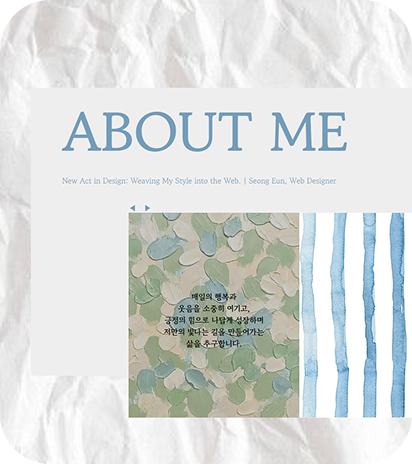 ABOUT ME
New Act in Design: Weaving My Style into the Web. | Seong Eun, Web Designer
매일의 행복과
웃음을 소중히 여기고,
긍정의 힘으로 나답게 성장하며
저만의 빛나는 길을 만들어가는
삶을 추구합니다.